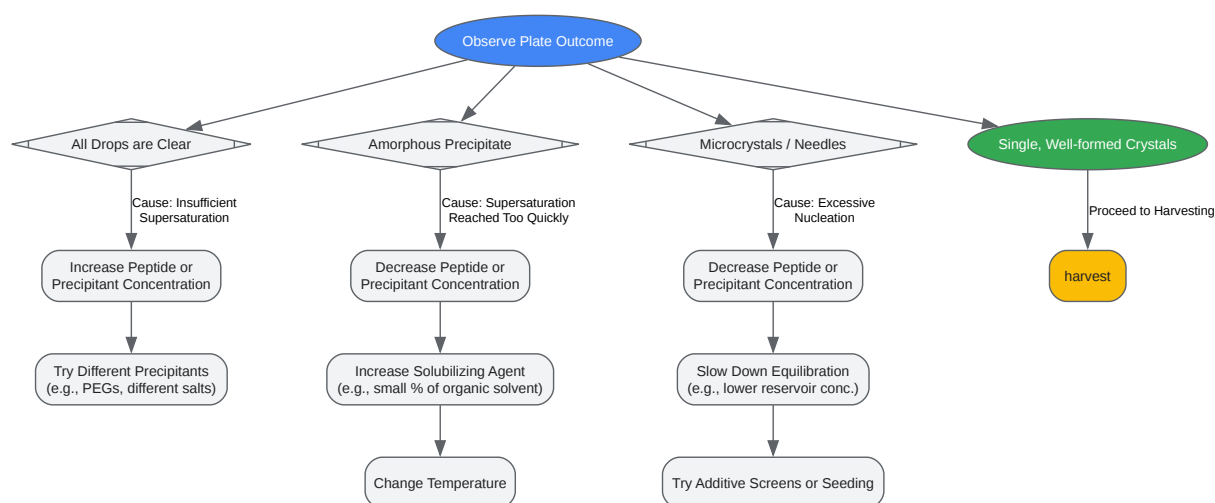 Observe Plate Outcome
All Drops are Clear
Amorphous Precipitate
Microcrystals / Needles
Single, Well-formed Crystals
Cause: Insufficient
Supersaturation
Cause: Supersaturation
Reached Too Quickly
Cause: Excessive
Nucleation
Proceed to Harvesting
Increase Peptide or
Precipitant Concentration
Decrease Peptide or
Precipitant Concentration
Decrease Peptide or
Precipitant Concentration
harvest
Try Different Precipitants
(e.g., PEGs, different salts)
Increase Solubilizing Agent
(e.g., small % of organic solvent)
Slow Down Equilibration
(e.g., lower reservoir conc.)
Change Temperature
Try Additive Screens or Seeding